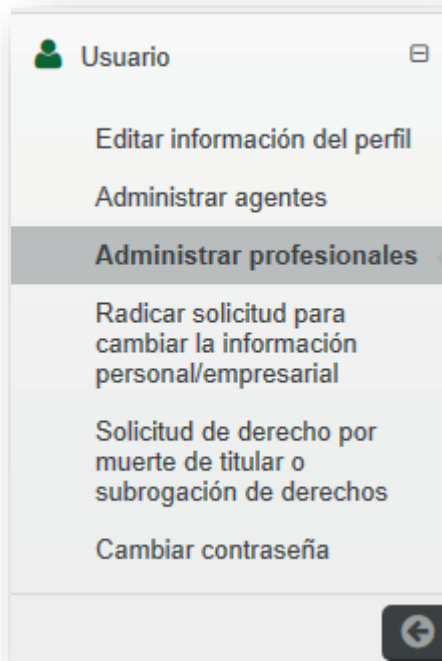 Usuario
Editar información del perfil
Administrar agentes
Administrar profesionales
Radicar solicitud para
cambiar la información
personal/empresarial
Solicitud de derecho por
muerte de titular o
subrogación de derechos
Cambiar contraseña